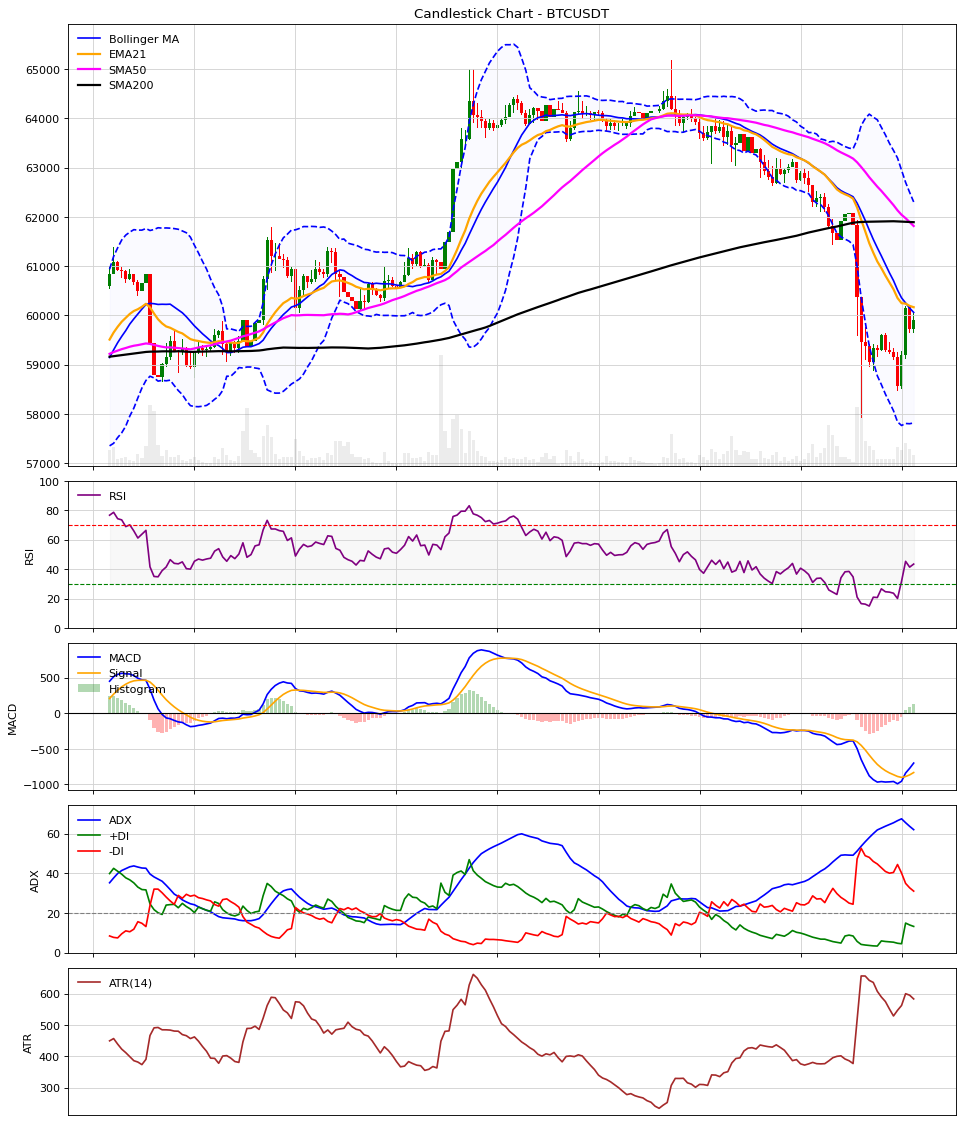 Candlestick Chart - BTCUSDT
Bollinger MA
EMA21
SMA50
SMA200
65000
64000
63000
62000
61000
60000
59000
58000
57000
RSI
100
80
60
40
20
0
RSI
MACD
Signal
Histogram
500
0
−500
−1000
MACD
ADX
+DI
-DI
60
40
20
0
ADX
ATR(14)
600
500
400
300
ATR